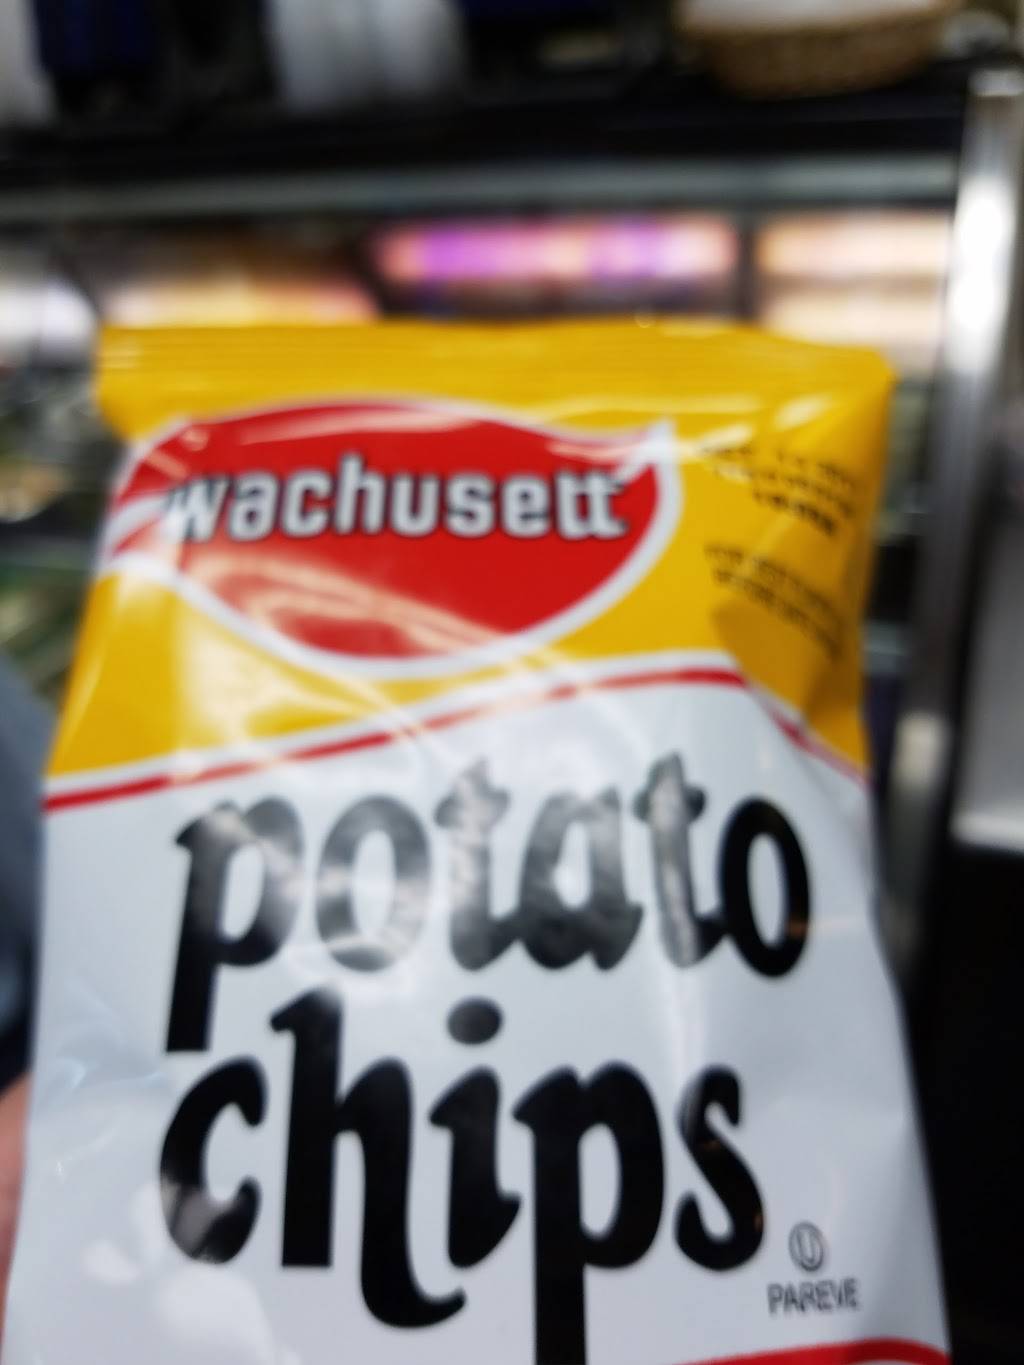 wachusett
potato
chips
U
PAREVE